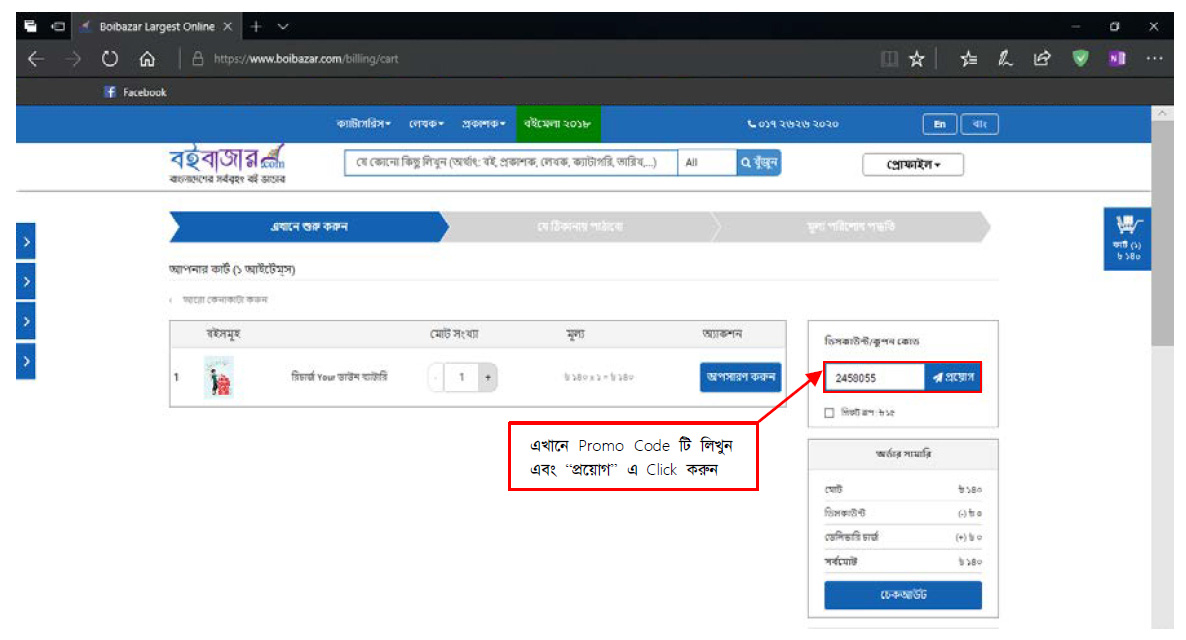 Boibazar Largest Online
https://www.boibazar.com/billing/cart
Facebook
ক্যাটাগরিস লেখক প্রকাশক বইমেলা ২০১৮ ০১৭ ২৬২৬ ২০২০ En বাং
বইবাজার.com
বাংলাদেশের সর্ববৃহৎ বই বাজার
যে কোনো কিছু লিখুন (অর্থাৎ: বই, প্রকাশক, লেখক, ক্যাটাগরি, তারিখ,...) All খুঁজুন প্রোফাইল
এখানে শুরু করুন যে ঠিকানায় পাঠাবো মূল্য পরিশোধ পদ্ধতি
কার্ট (১)
৳ ১৪০
আপনার কার্ট (১ আইটেম্স)
আরো কেনাকাটা করুন
বইসমূহ মোট সংখ্যা মূল্য অ্যাকশন
1 রিচার্জ Your ডাউন ব্যাটারি - 1 + ৳ ১৪০ x ১ = ৳ ১৪০ অপসারণ করুন
ডিসকাউন্ট/কুপন কোড
2458055 প্রয়োগ
গিফট র‍্যাপ ৳ ১৫
এখানে Promo Code টি লিখুন
এবং “প্রয়োগ” এ Click করুন
অর্ডার সামারি
মোট ৳ ১৪০
ডিসকাউন্ট (-) ৳ ০
ডেলিভারি চার্জ (+) ৳ ০
সর্বমোট ৳ ১৪০
চেকআউট